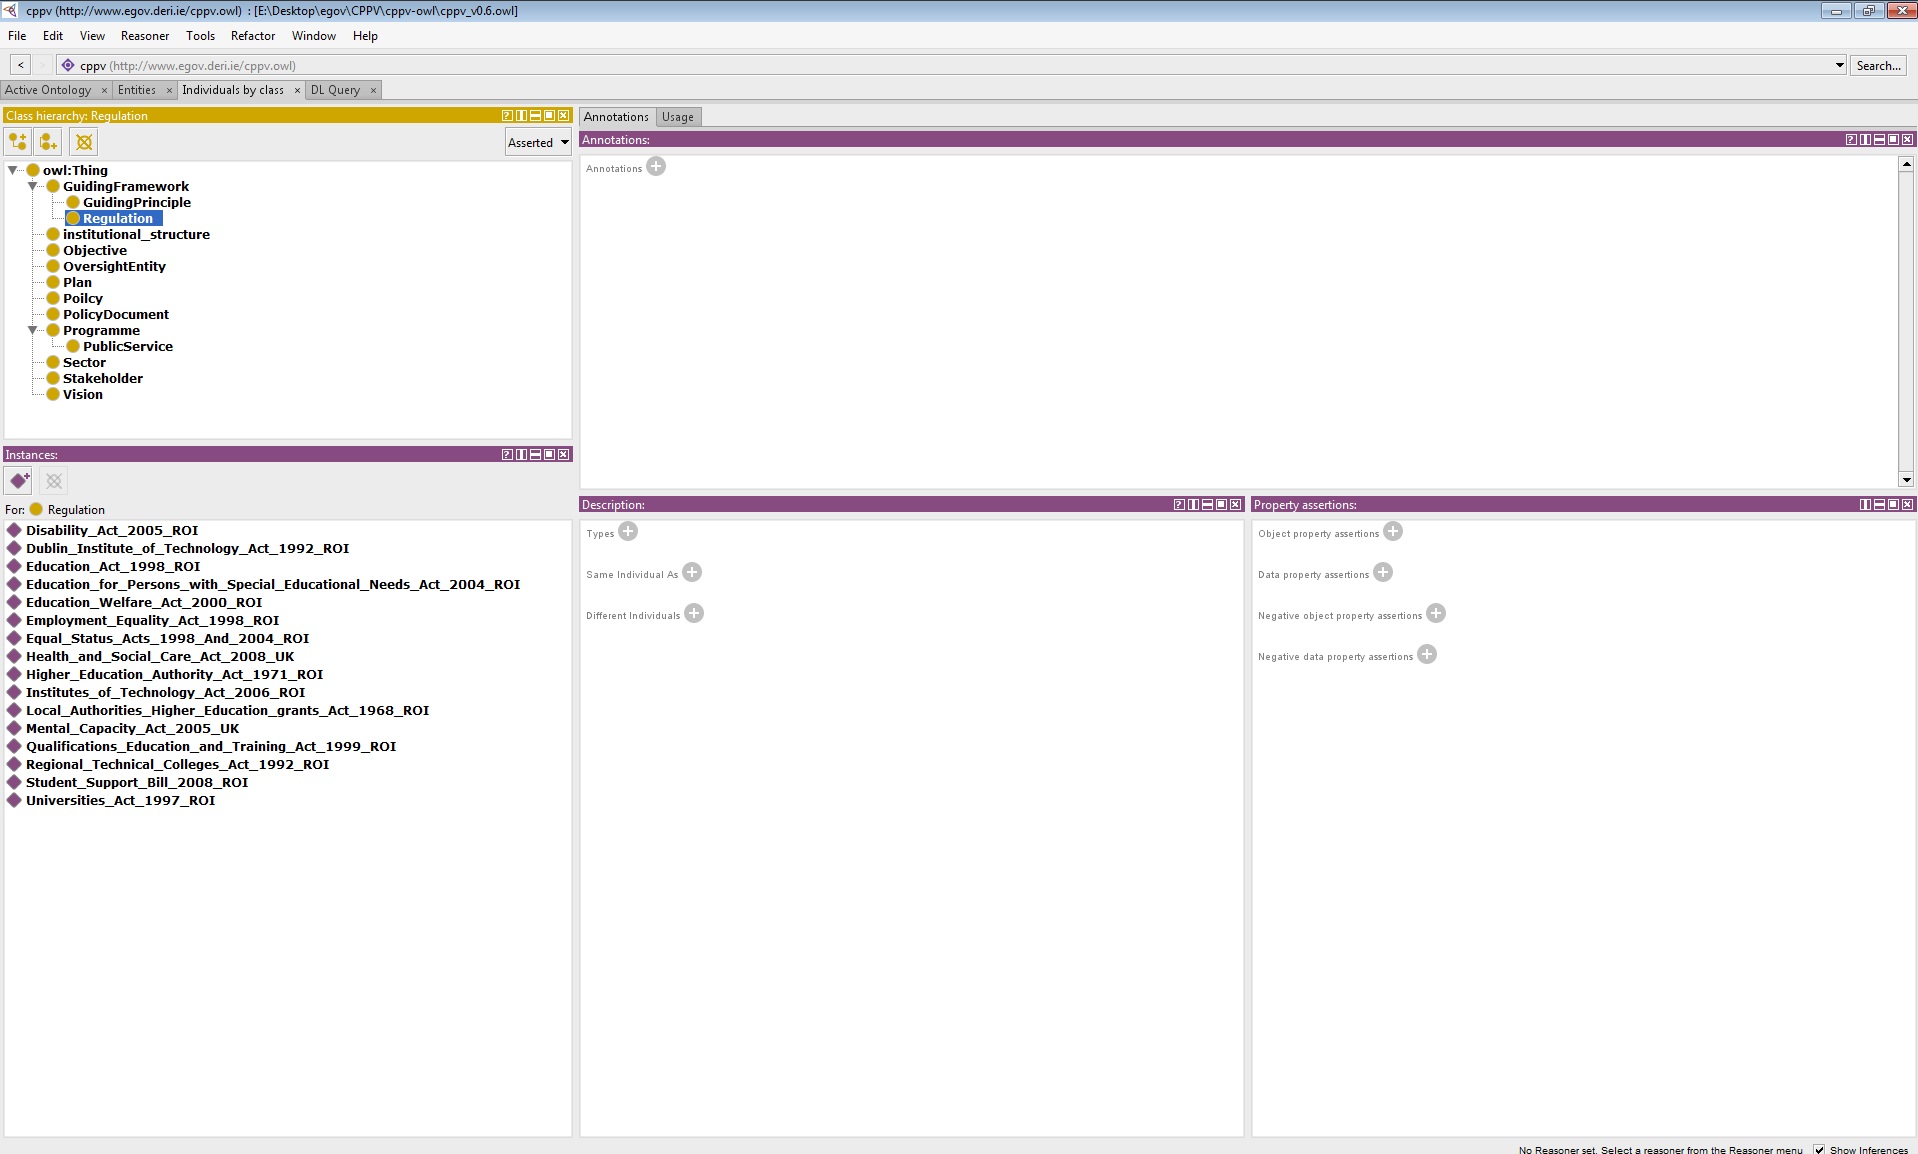 cppv (http://www.egov.deri.ie/cppv.owl)  : [E:\Desktop\egov\CPPV\cppv-owl\cppv_v0.6.owl]
File Edit View Reasoner Tools Refactor Window Help
< > cppv (http://www.egov.deri.ie/cppv.owl) Search...
Active Ontology × Entities × Individuals by class × DL Query ×
Class hierarchy: Regulation
Asserted
owl:Thing
GuidingFramework
GuidingPrinciple
Regulation
institutional_structure
Objective
OversightEntity
Plan
Poilcy
PolicyDocument
Programme
PublicService
Sector
Stakeholder
Vision
Instances:
For: Regulation
Disability_Act_2005_ROI
Dublin_Institute_of_Technology_Act_1992_ROI
Education_Act_1998_ROI
Education_for_Persons_with_Special_Educational_Needs_Act_2004_ROI
Education_Welfare_Act_2000_ROI
Employment_Equality_Act_1998_ROI
Equal_Status_Acts_1998_And_2004_ROI
Health_and_Social_Care_Act_2008_UK
Higher_Education_Authority_Act_1971_ROI
Institutes_of_Technology_Act_2006_ROI
Local_Authorities_Higher_Education_grants_Act_1968_ROI
Mental_Capacity_Act_2005_UK
Qualifications_Education_and_Training_Act_1999_ROI
Regional_Technical_Colleges_Act_1992_ROI
Student_Support_Bill_2008_ROI
Universities_Act_1997_ROI
Annotations Usage
Annotations:
Annotations
Description:
Types
Same Individual As
Different Individuals
Property assertions:
Object property assertions
Data property assertions
Negative object property assertions
Negative data property assertions
No Reasoner set. Select a reasoner from the Reasoner menu Show Inferences